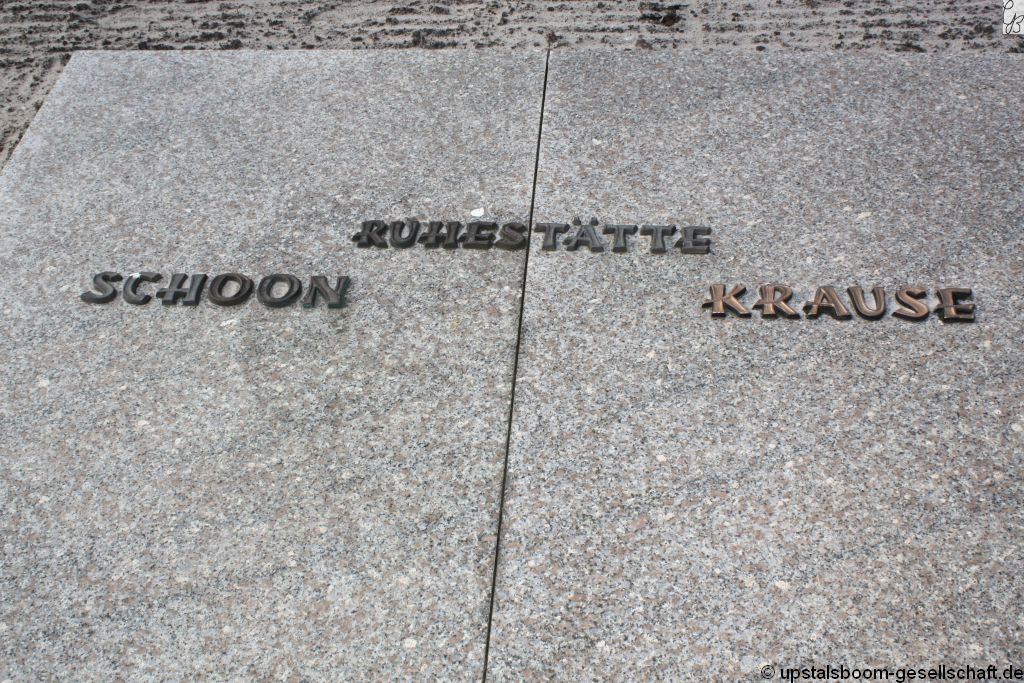 RUHESTÄTTE
SCHOON KRAUSE
© upstalsboom-gesellschaft.de